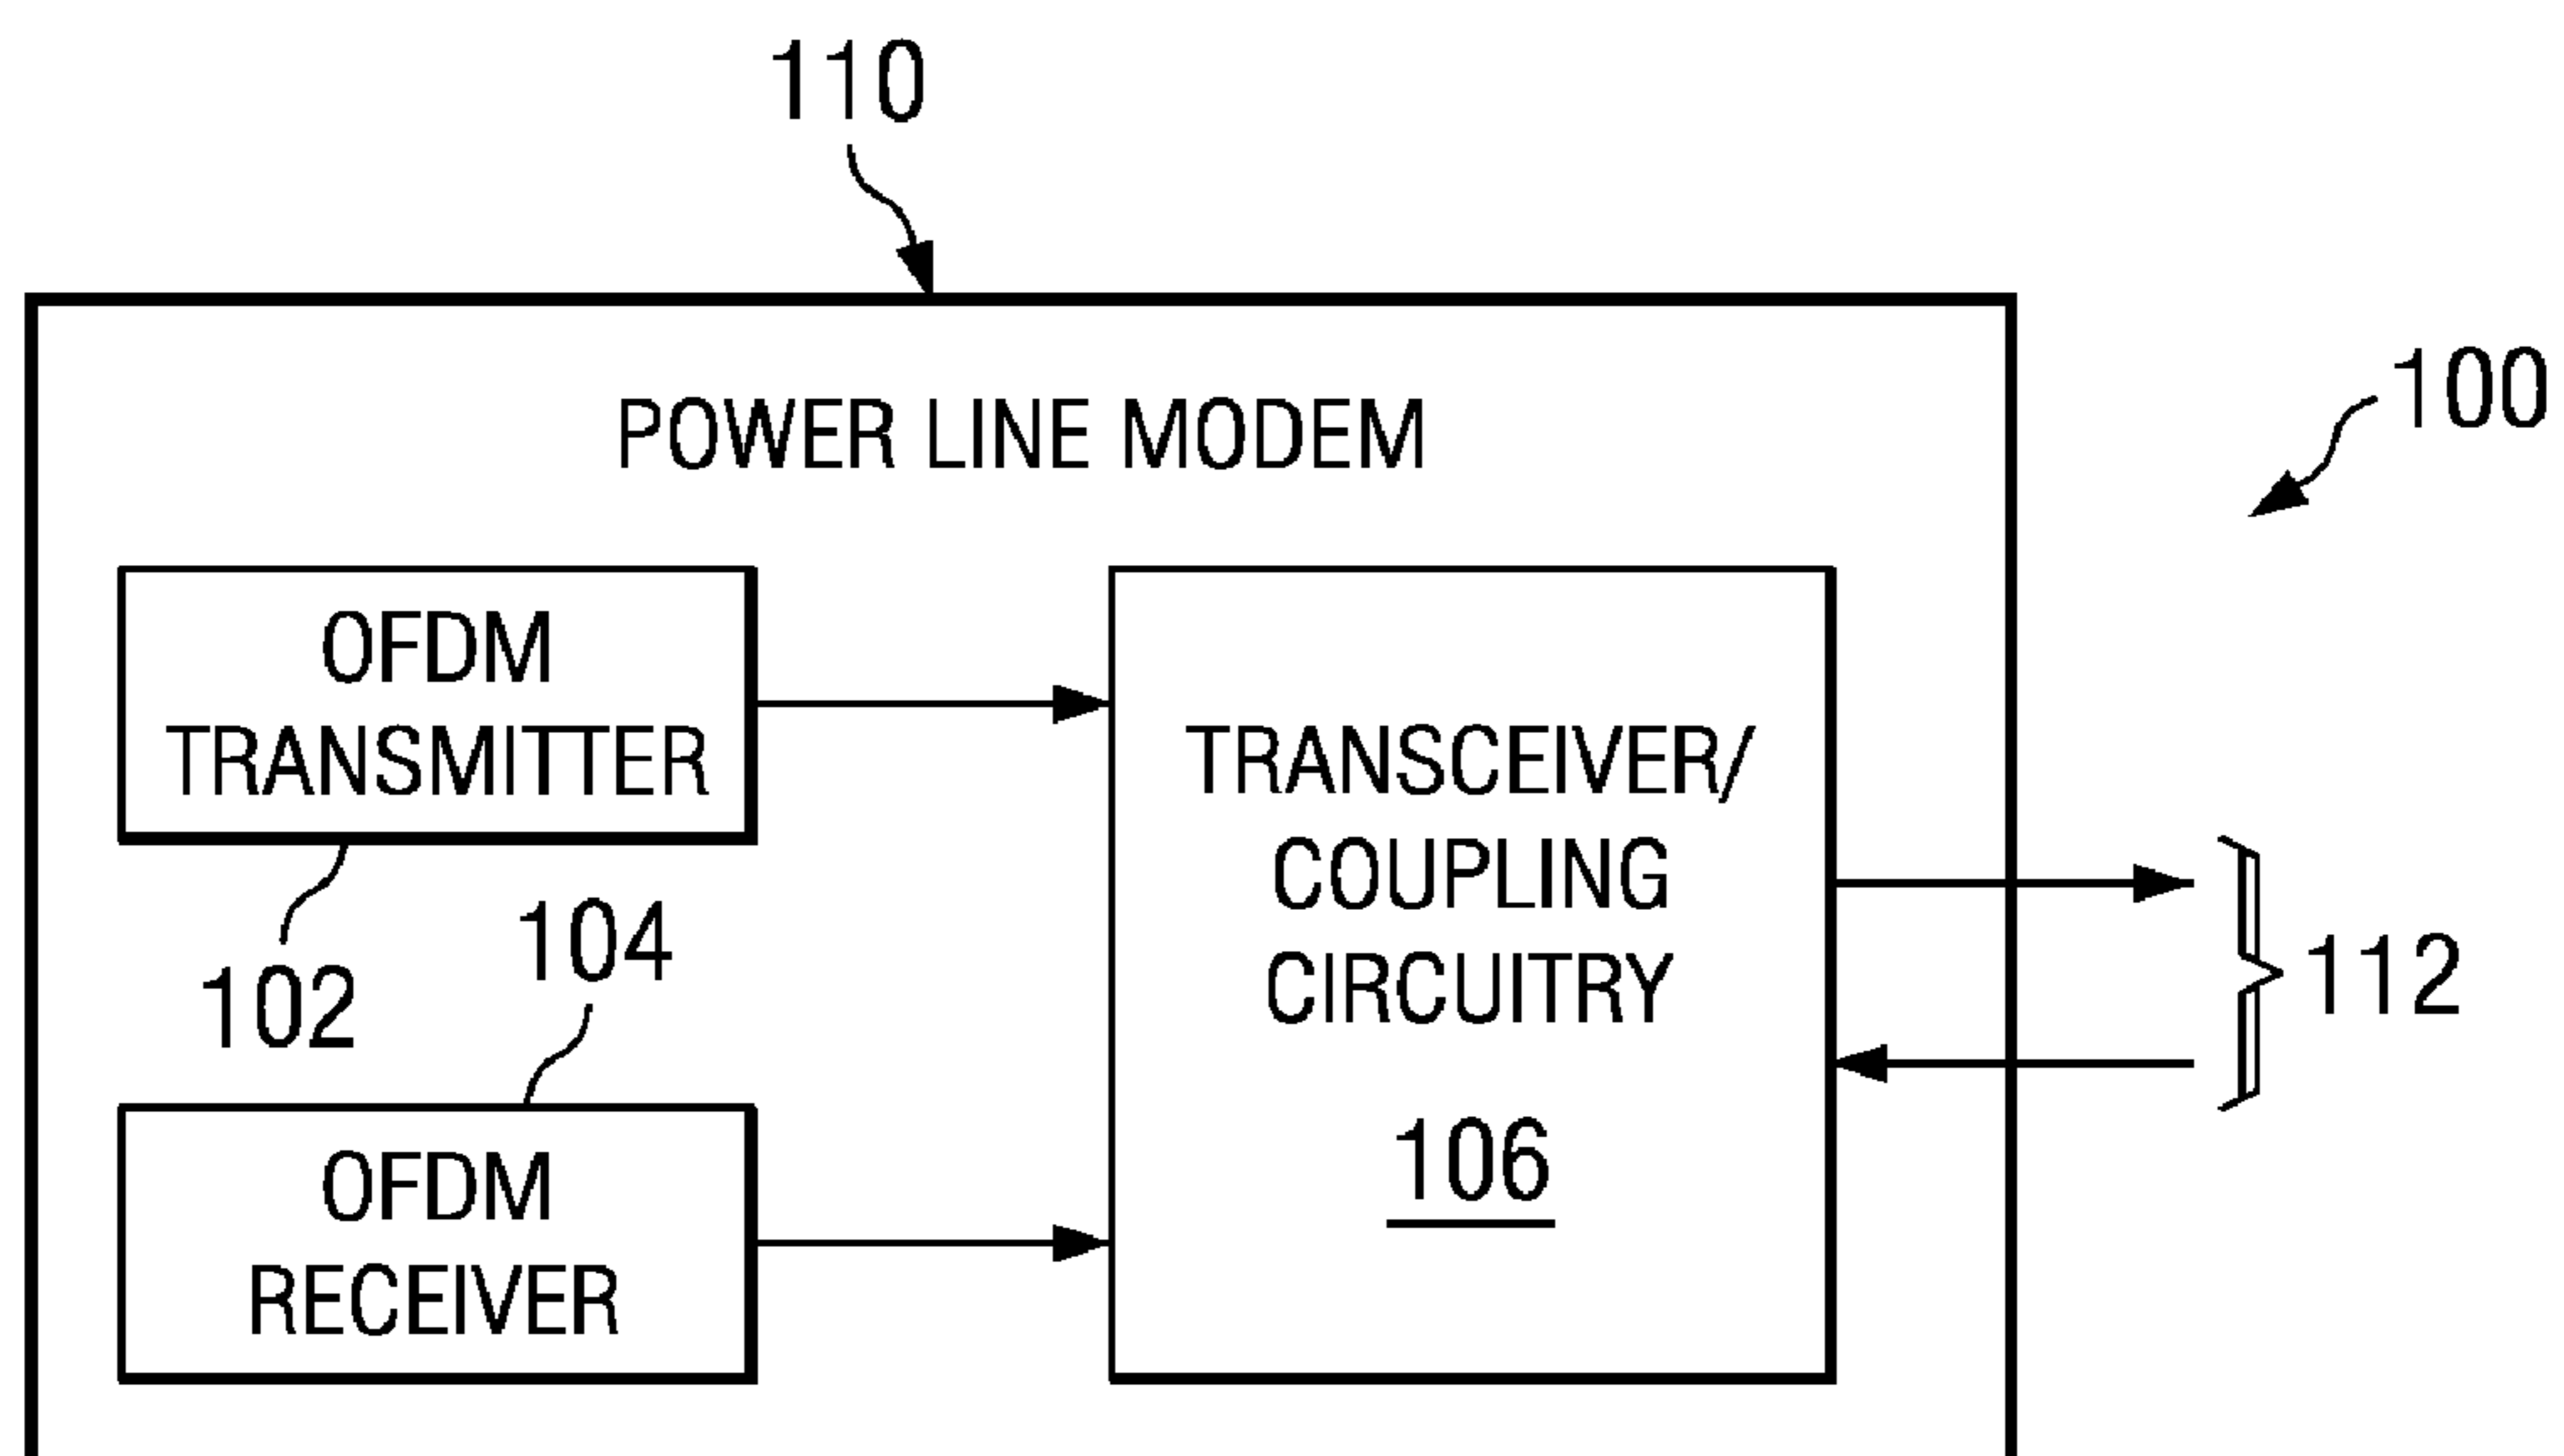 110
POWER LINE MODEM
100
OFDM
TRANSMITTER
102
104
OFDM
RECEIVER
TRANSCEIVER/
COUPLING
CIRCUITRY
106
112